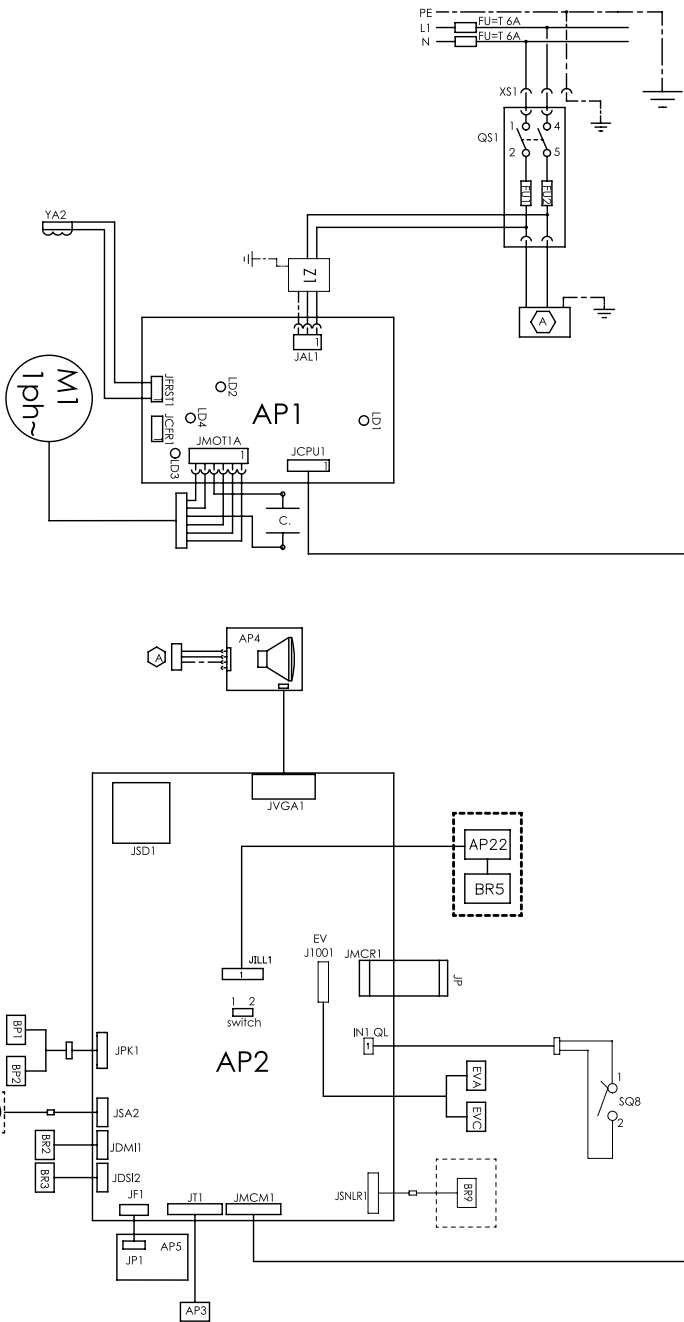 PE
L1 FU=T 6A
N FU=T 6A
XS1
1 4
QS1
2 5
FU1 FU2
YA2
Z1
A
1
JAL1
M1
1ph~
JFRST1
JCFR1
LD2
LD4
LD3
AP1
LD1
JMOT1A
1
JCPU1
1
C.
AP4
A
JVGA1
JSD1
AP22
BR5
EV
J1001
JMCR1
JP
JILL1
1
1 2
switch
IN1 QL
1
AP2
BP1
BP2
JPK1
EVA
EVC
1
SQ8
2
JSA2
BR2
JDMI1
BR3
JDSI2
JF1
JT1
JMCM1
JSNLR1
BR9
JP1
AP5
AP3